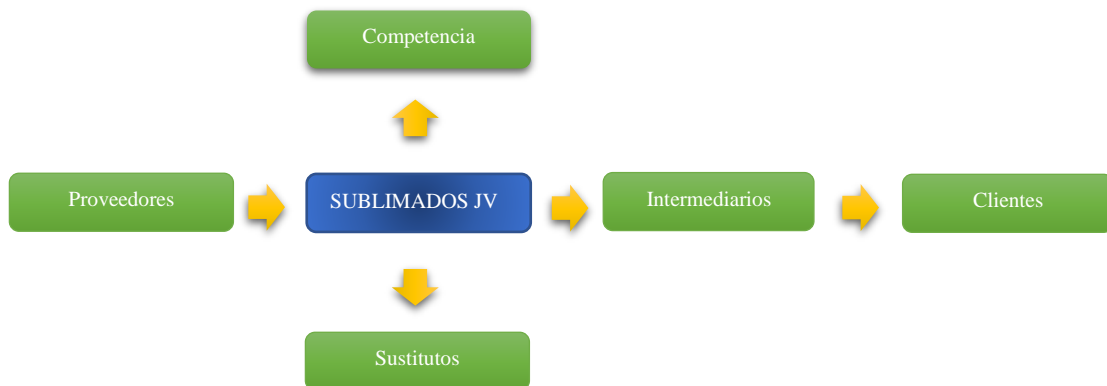 Competencia
Proveedores
SUBLIMADOS JV
Intermediarios
Clientes
Sustitutos